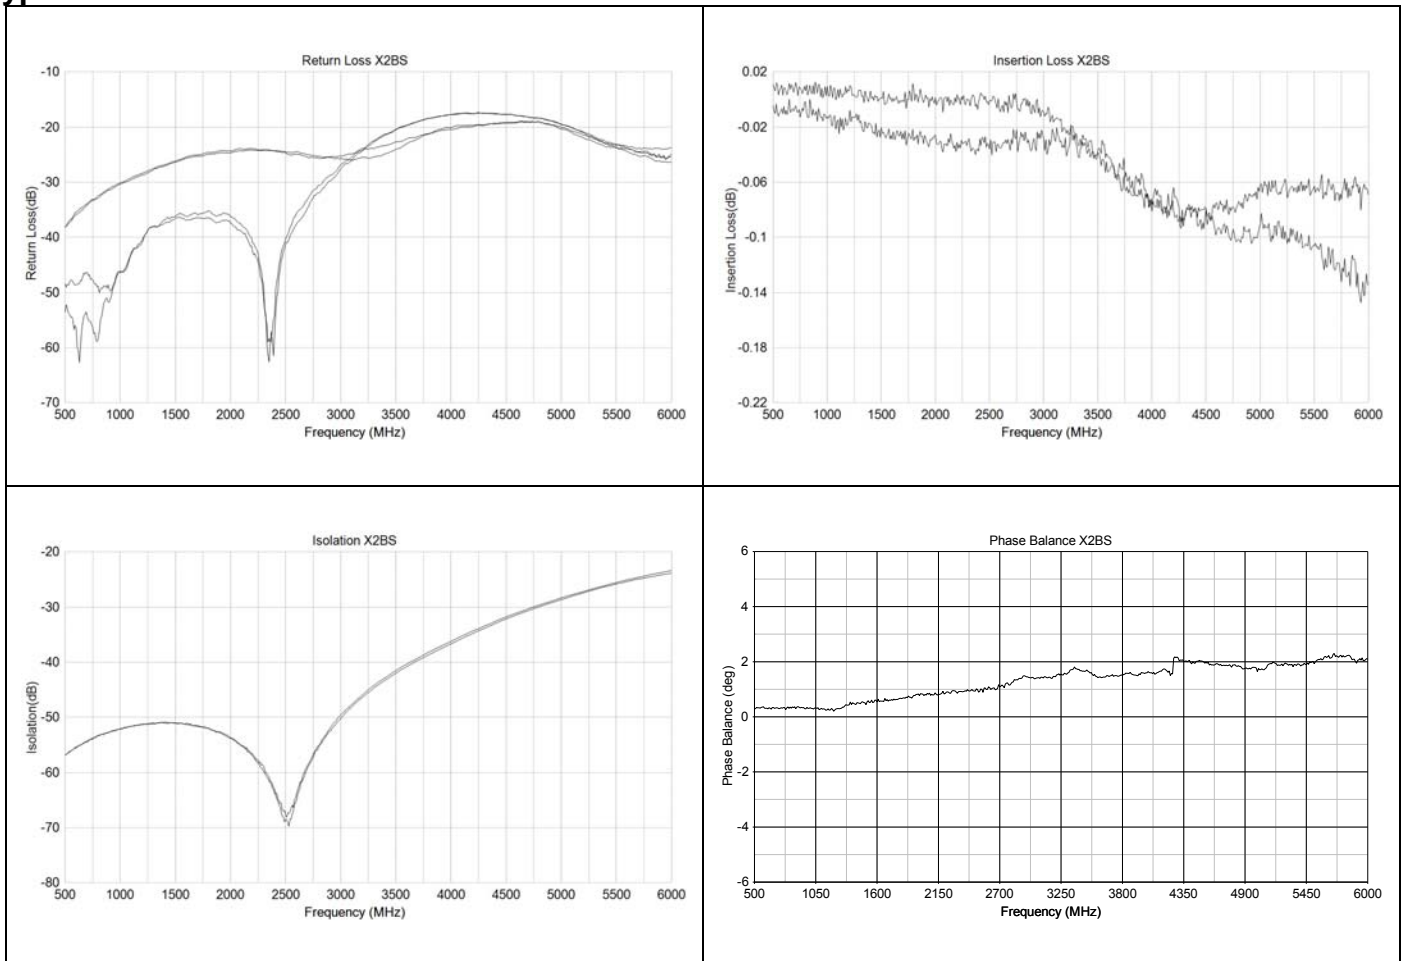 Return Loss X2BS
-10
-20
-30
-40
-50
-60
-70
Return Loss(dB)
500 1000 1500 2000 2500 3000 3500 4000 4500 5000 5500 6000
Frequency (MHz)
Insertion Loss X2BS
0.02
-0.02
-0.06
-0.1
-0.14
-0.18
-0.22
Insertion Loss(dB)
500 1000 1500 2000 2500 3000 3500 4000 4500 5000 5500 6000
Frequency (MHz)
Isolation X2BS
-20
-30
-40
-50
-60
-70
-80
Isolation(dB)
500 1000 1500 2000 2500 3000 3500 4000 4500 5000 5500 6000
Frequency (MHz)
Phase Balance X2BS
6
4
2
0
-2
-4
-6
Phase Balance (deg)
500 1050 1600 2150 2700 3250 3800 4350 4900 5450 6000
Frequency (MHz)